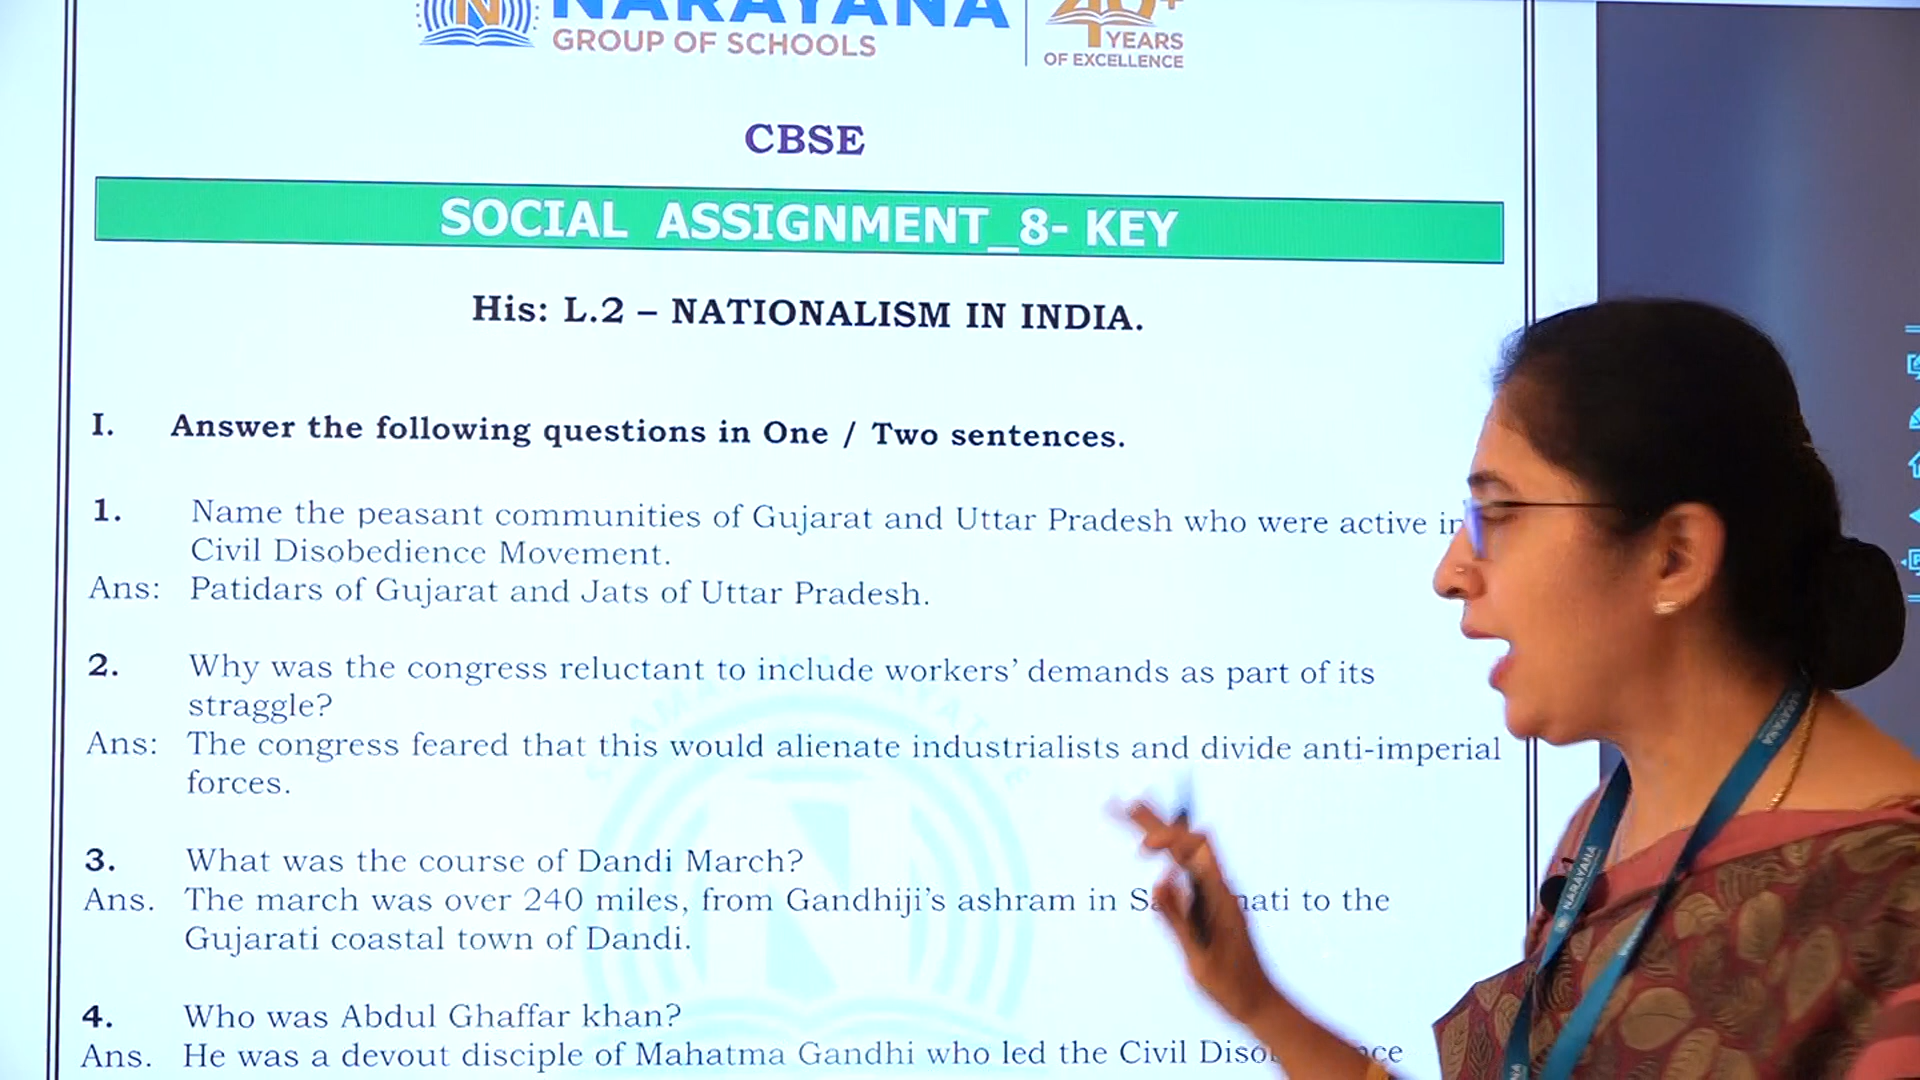 NARAYANA
GROUP OF SCHOOLS
40+
YEARS
OF EXCELLENCE
CBSE
SOCIAL ASSIGNMENT_8- KEY
His: L.2 – NATIONALISM IN INDIA.
I. Answer the following questions in One / Two sentences.
1. Name the peasant communities of Gujarat and Uttar Pradesh who were active in
Civil Disobedience Movement.
Ans: Patidars of Gujarat and Jats of Uttar Pradesh.
2. Why was the congress reluctant to include workers’ demands as part of its
straggle?
Ans: The congress feared that this would alienate industrialists and divide anti-imperial
forces.
3. What was the course of Dandi March?
Ans. The march was over 240 miles, from Gandhiji’s ashram in to the
Gujarati coastal town of Dandi.
4. Who was Abdul Ghaffar khan?
Ans. He was a devout disciple of Mahatma Gandhi who led the Civil
NARAYANA